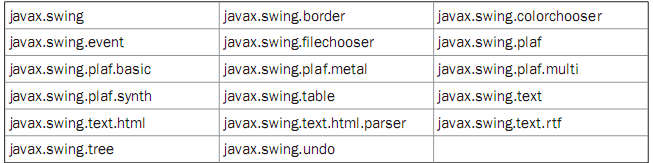 javax.swing javax.swing.border javax.swing.colorchooser
javax.swing.event javax.swing.filechooser javax.swing.plaf
javax.swing.plaf.basic javax.swing.plaf.metal javax.swing.plaf.multi
javax.swing.plaf.synth javax.swing.table javax.swing.text
javax.swing.text.html javax.swing.text.html.parser javax.swing.text.rtf
javax.swing.tree javax.swing.undo